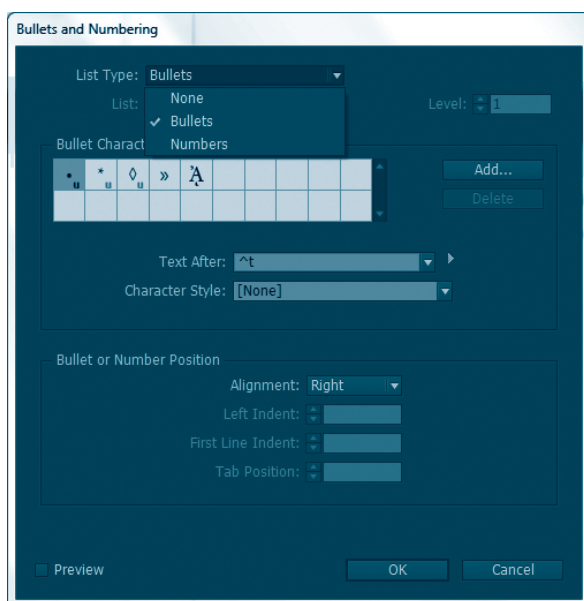 Bullets and Numbering
List Type: Bullets
None
Bullets
Numbers
List:
Level: 1
Bullet Charact
•u *u ◊u » Ἄ̨
Add...
Delete
Text After: ^t
Character Style: [None]
Bullet or Number Position
Alignment: Right
Left Indent:
First Line Indent:
Tab Position:
Preview
OK
Cancel